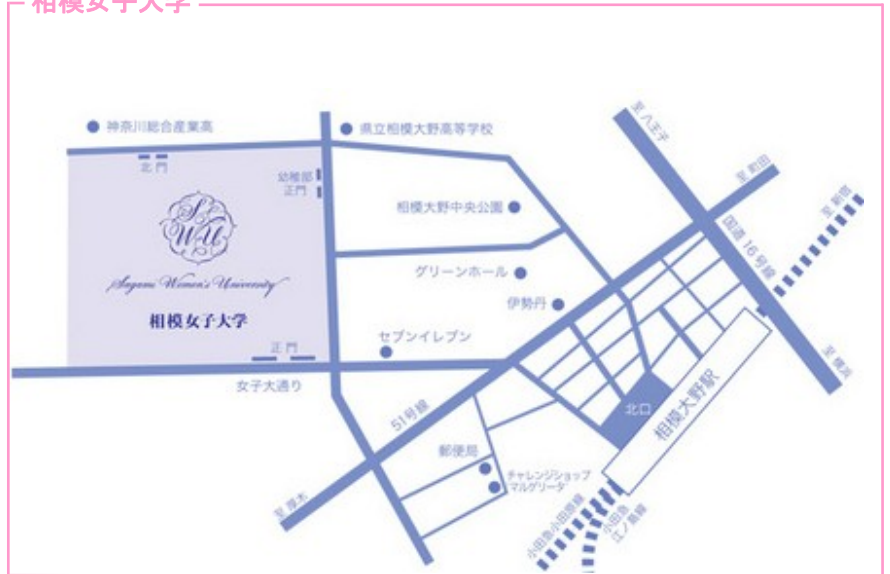 相模女子大学
神奈川総合産業高
県立相模大野高等学校
至 八王子
至 町田
至 新宿
北門
幼稚部
正門
相模大野中央公園
国道 16号線
SWU
Sagami Women's University
グリーンホール
相模女子大学
伊勢丹
セブンイレブン
正門
女子大通り
至 横浜
51号線
北口
相模大野駅
郵便局
チャレンジショップ
"マルグリータ"
至 厚木
小田急小田原線
小田急
江ノ島線